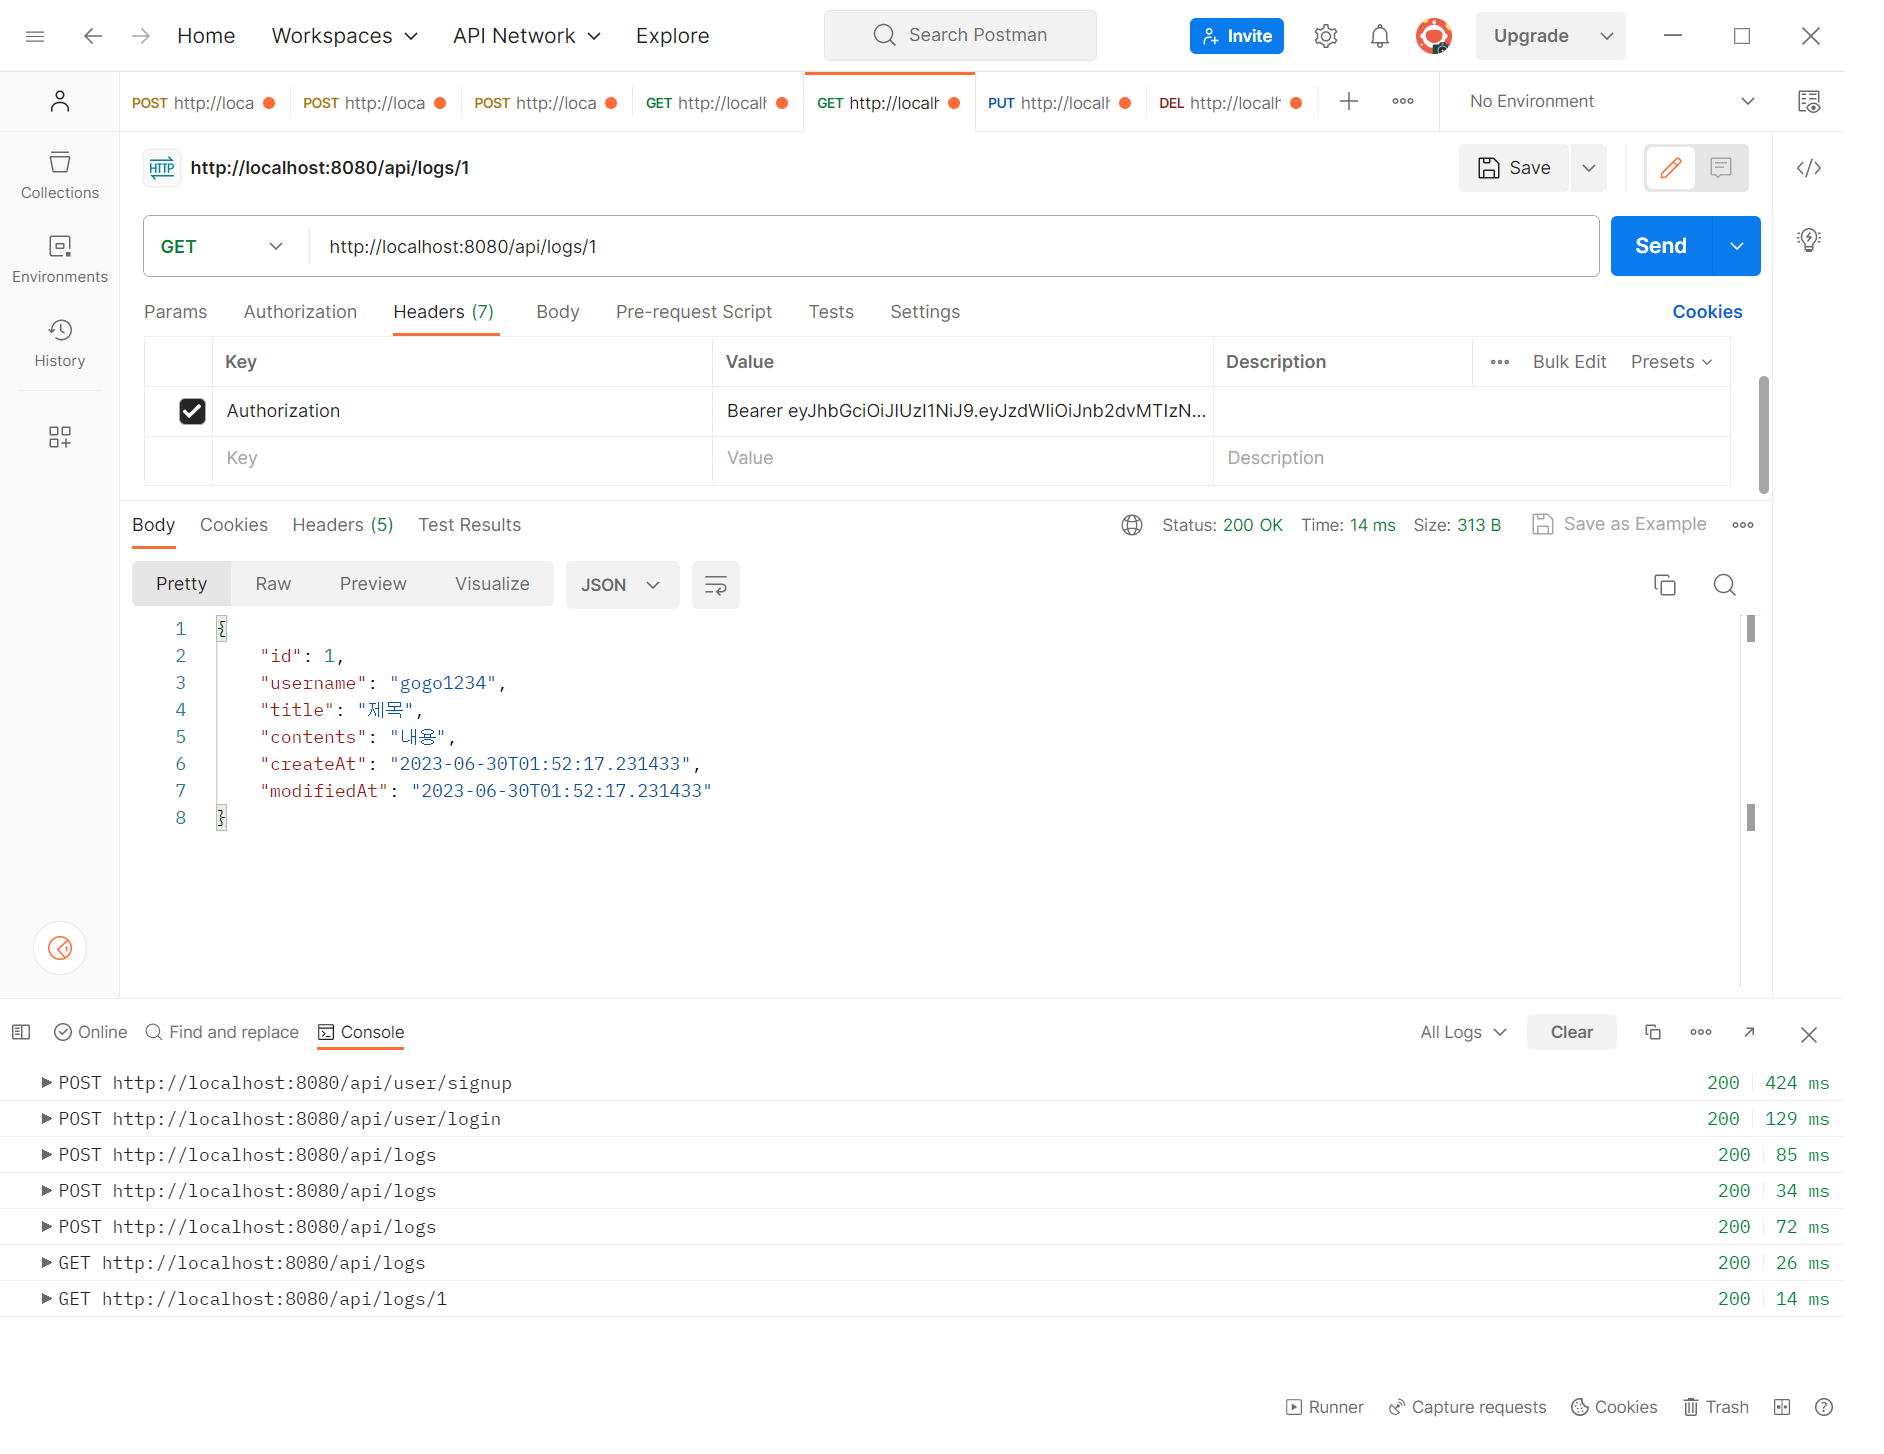 Home Workspaces API Network Explore Search Postman Invite Upgrade
POST http://loca POST http://loca POST http://loca GET http://localh GET http://localh PUT http://localh DEL http://localh No Environment
Collections
Environments
History
HTTP http://localhost:8080/api/logs/1 Save
GET http://localhost:8080/api/logs/1 Send
Params Authorization Headers (7) Body Pre-request Script Tests Settings Cookies
Key Value Description Bulk Edit Presets
Authorization Bearer eyJhbGciOiJIUzI1NiJ9.eyJzdWIiOiJnb2dvMTIzN...
Key Value Description
Body Cookies Headers (5) Test Results Status: 200 OK Time: 14 ms Size: 313 B Save as Example
Pretty Raw Preview Visualize JSON
1 {
2 "id": 1,
3 "username": "gogo1234",
4 "title": "제목",
5 "contents": "내용",
6 "createAt": "2023-06-30T01:52:17.231433",
7 "modifiedAt": "2023-06-30T01:52:17.231433"
8 }
Online Find and replace Console All Logs Clear
POST http://localhost:8080/api/user/signup 200 424 ms
POST http://localhost:8080/api/user/login 200 129 ms
POST http://localhost:8080/api/logs 200 85 ms
POST http://localhost:8080/api/logs 200 34 ms
POST http://localhost:8080/api/logs 200 72 ms
GET http://localhost:8080/api/logs 200 26 ms
GET http://localhost:8080/api/logs/1 200 14 ms
Runner Capture requests Cookies Trash